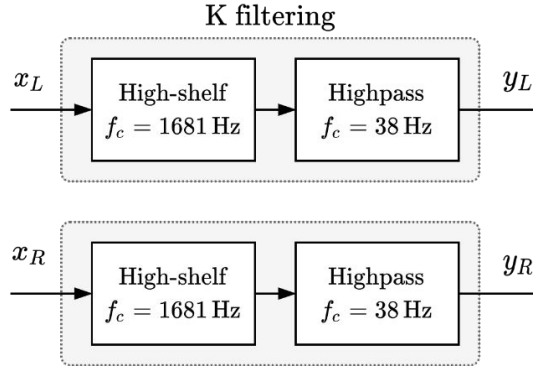 K filtering
x_L
High-shelf
f_c = 1681 Hz
Highpass
f_c = 38 Hz
y_L
x_R
High-shelf
f_c = 1681 Hz
Highpass
f_c = 38 Hz
y_R